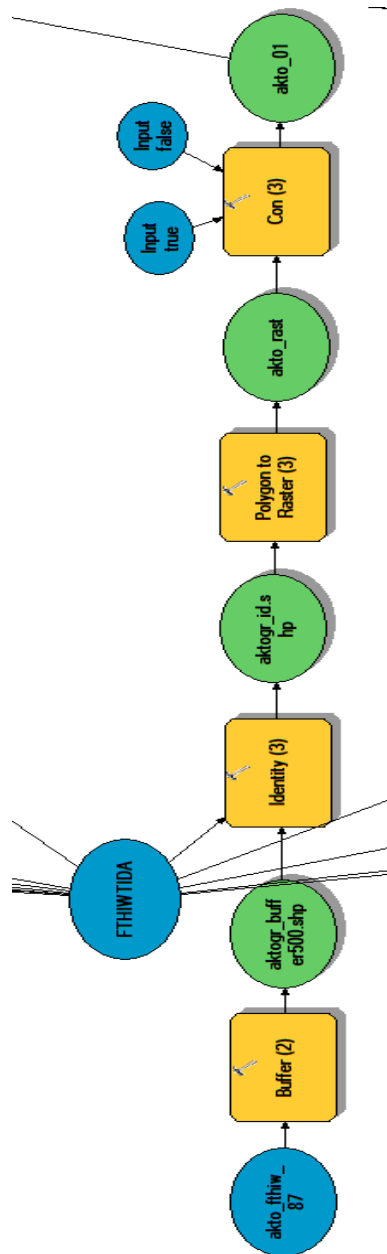 akto_fthiw_
87
Buffer (2)
aktogr_buff
er500.shp
FTHIWTIDA
Identity (3)
aktogr_id.s
hp
Polygon to
Raster (3)
akto_rast
Input
true
Input
false
Con (3)
akto_01